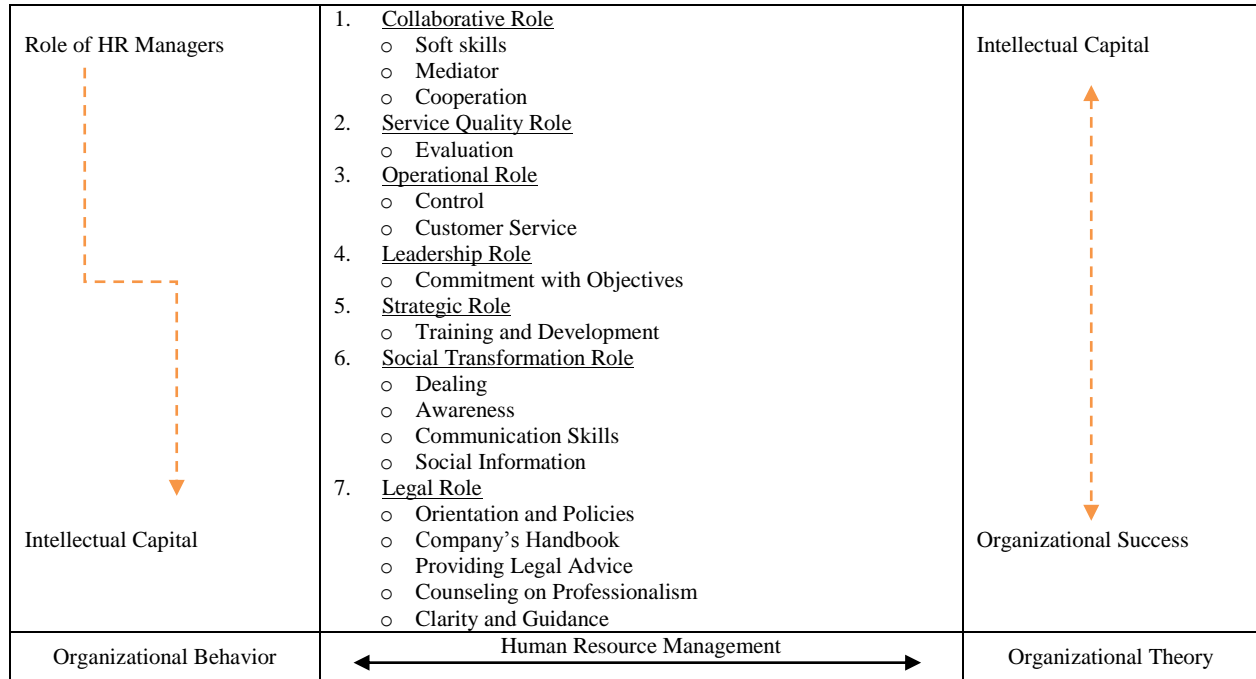 Role of HR Managers
Intellectual Capital
1. Collaborative Role
o Soft skills
o Mediator
o Cooperation
2. Service Quality Role
o Evaluation
3. Operational Role
o Control
o Customer Service
4. Leadership Role
o Commitment with Objectives
5. Strategic Role
o Training and Development
6. Social Transformation Role
o Dealing
o Awareness
o Communication Skills
o Social Information
7. Legal Role
o Orientation and Policies
o Company’s Handbook
o Providing Legal Advice
o Counseling on Professionalism
o Clarity and Guidance
Intellectual Capital
Organizational Success
Organizational Behavior
Human Resource Management
Organizational Theory